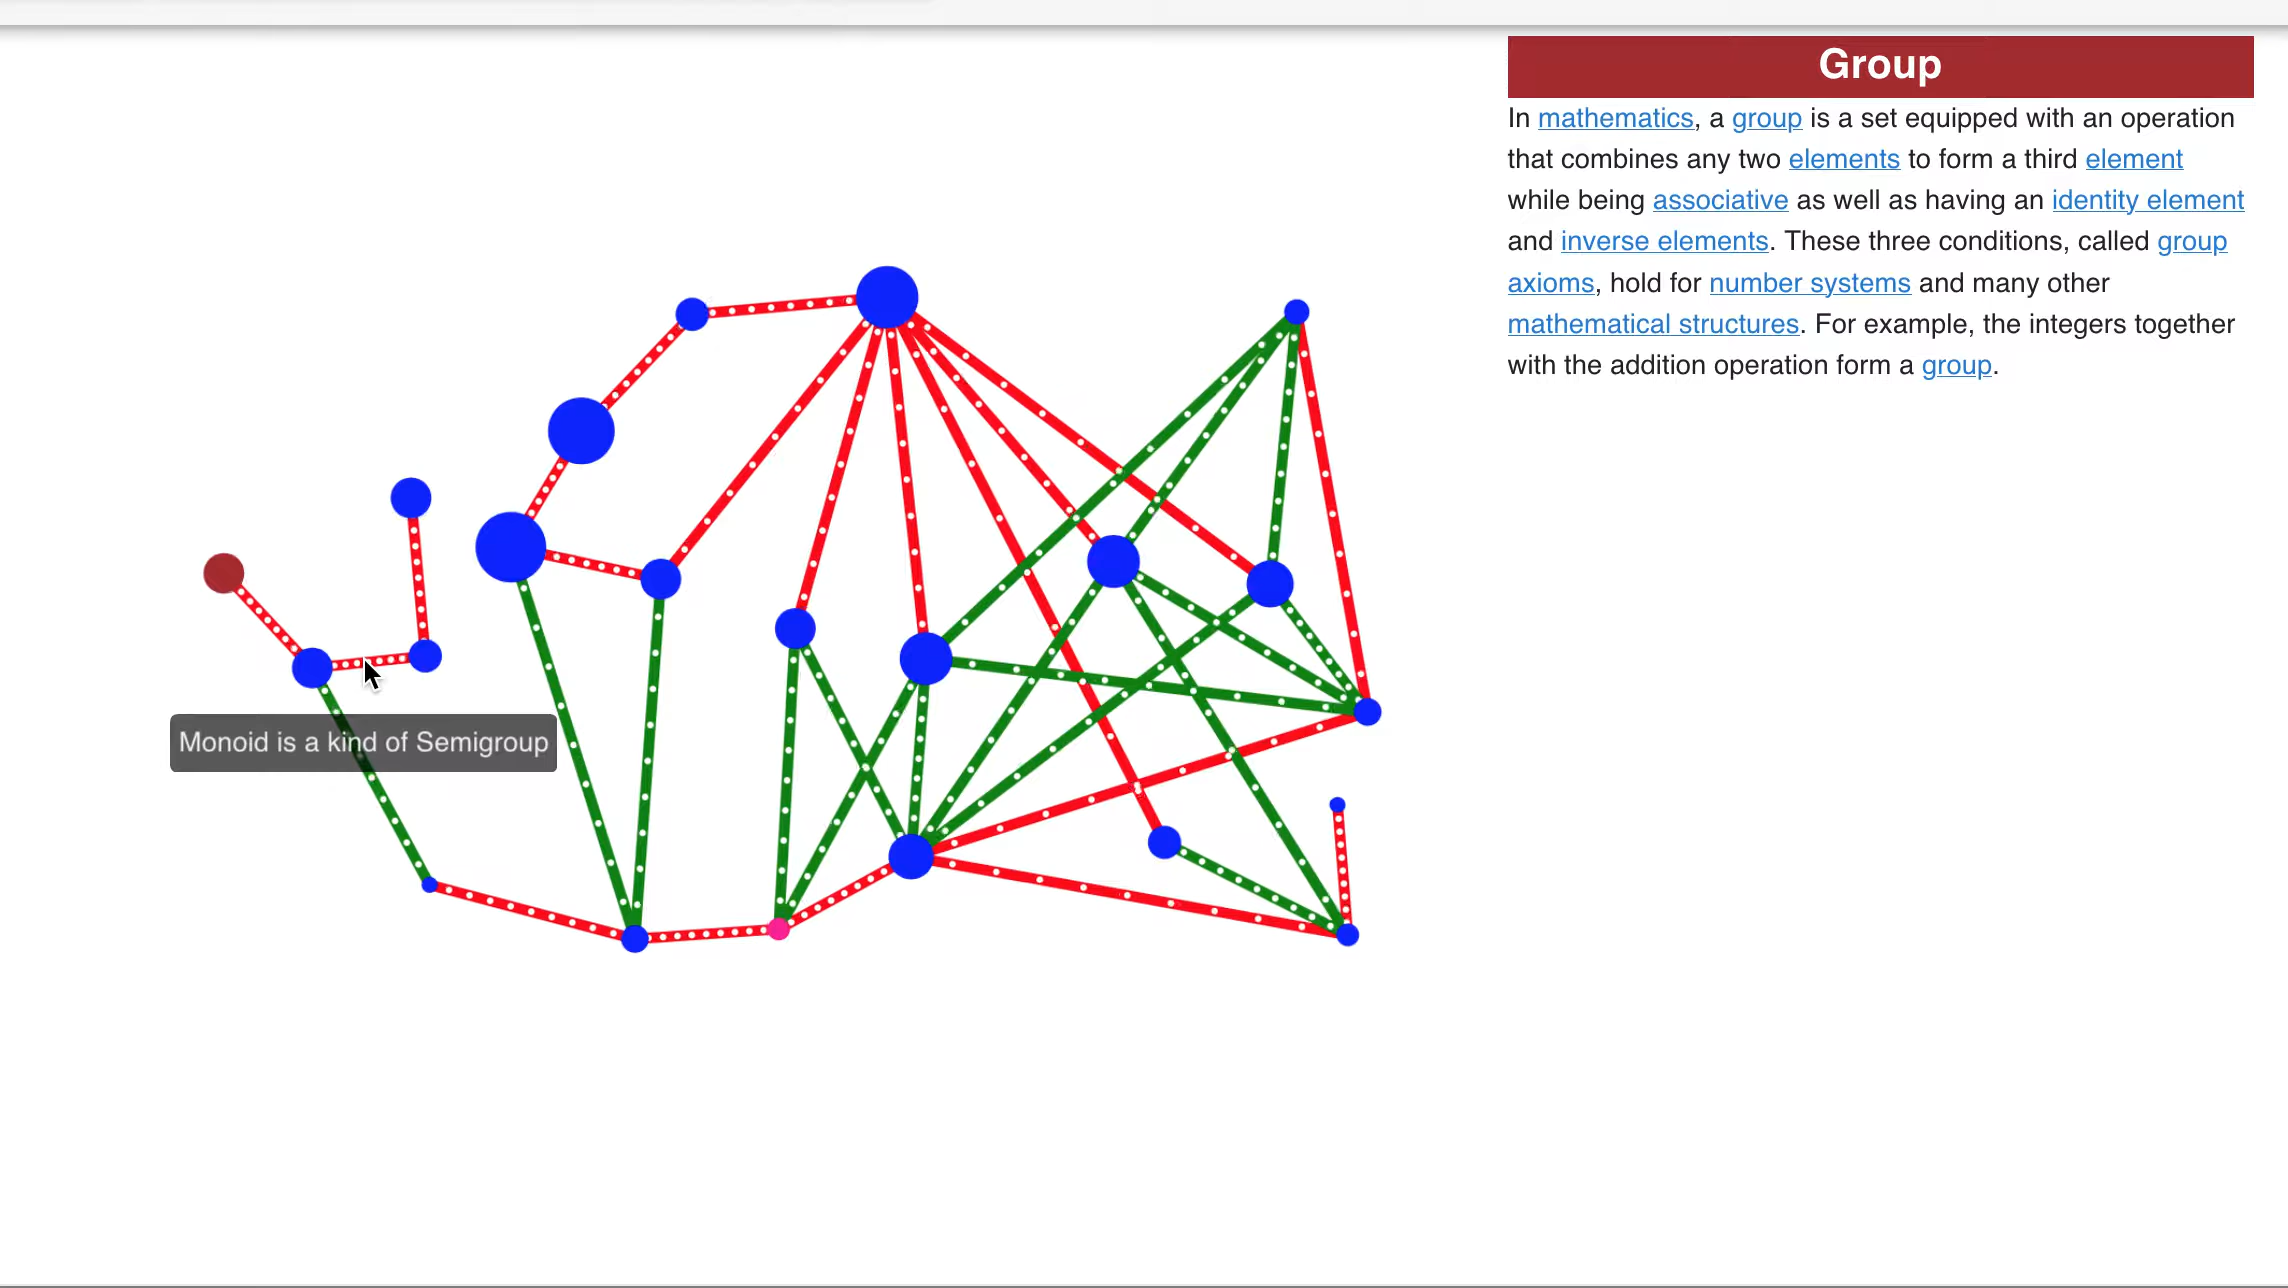 Group
In mathematics, a group is a set equipped with an operation
that combines any two elements to form a third element
while being associative as well as having an identity element
and inverse elements. These three conditions, called group
axioms, hold for number systems and many other
mathematical structures. For example, the integers together
with the addition operation form a group.
Monoid is a kind of Semigroup